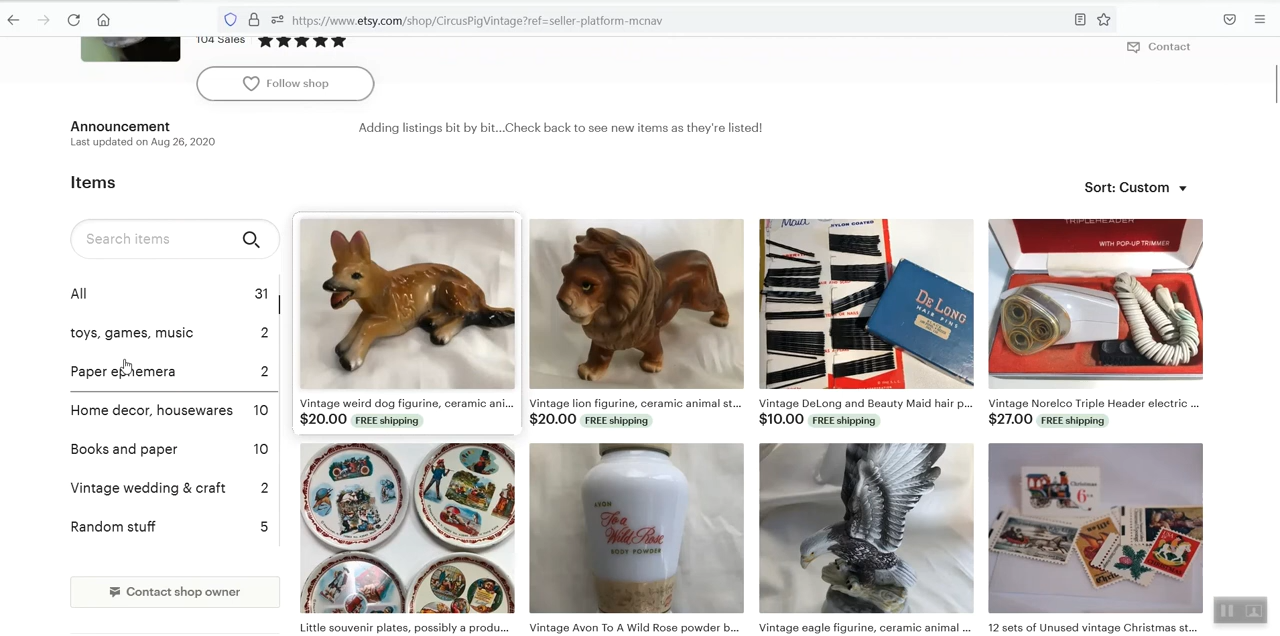 https://www.etsy.com/shop/CircusPigVintage?ref=seller-platform-mcnav
104 Sales
Contact
Follow shop
Announcement
Last updated on Aug 26, 2020
Adding listings bit by bit...Check back to see new items as they're listed!
Items
Sort: Custom
Search items
All 31
toys, games, music 2
Paper ephemera 2
Home decor, housewares 10
Books and paper 10
Vintage wedding & craft 2
Random stuff 5
Contact shop owner
Maid
NYLON COATED
DE LONG
HAIR PINS
TRIPLEHEADER
WITH POP-UP TRIMMER
Vintage weird dog figurine, ceramic ani...
$20.00 FREE shipping
Vintage lion figurine, ceramic animal st...
$20.00 FREE shipping
Vintage DeLong and Beauty Maid hair p...
$10.00 FREE shipping
Vintage Norelco Triple Header electric ...
$27.00 FREE shipping
AVON
To a
Wild Rose
BODY POWDER
Christmas
6¢
Little souvenir plates, possibly a produ...
Vintage Avon To A Wild Rose powder b...
Vintage eagle figurine, ceramic animal ...
12 sets of Unused vintage Christmas st...